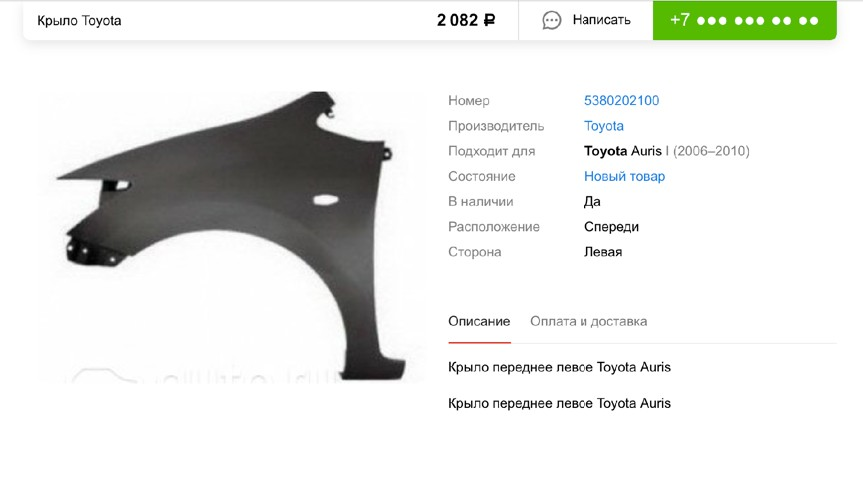 Крыло Toyota
2 082 ₽
Написать
+7 ●●● ●●● ●● ●●
Номер 5380202100
Производитель Toyota
Подходит для Toyota Auris I (2006–2010)
Состояние Новый товар
В наличии Да
Расположение Спереди
Сторона Левая
Описание Оплата и доставка
Крыло переднее левое Toyota Auris
Крыло переднее левое Toyota Auris